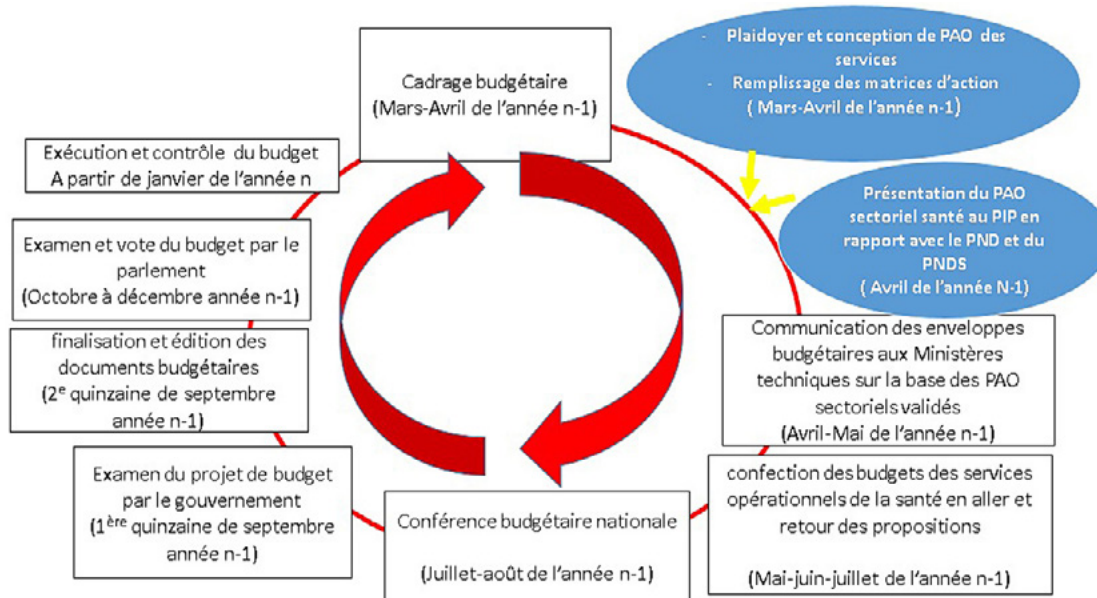 Cadrage budgétaire
(Mars-Avril de l'année n-1)
- Plaidoyer et conception de PAO des
services
- Remplissage des matrices d'action
( Mars-Avril de l'année n-1)
Présentation du PAO
sectoriel santé au PIP en
rapport avec le PND et du
PNDS
( Avril de l'année N-1)
Communication des enveloppes
budgétaires aux Ministères
techniques sur la base des PAO
sectoriels validés
(Avril-Mai de l'année n-1)
confection des budgets des services
opérationnels de la santé en aller et
retour des propositions
(Mai-juin-juillet de l'année n-1)
Conférence budgétaire nationale
(Juillet-août de l'année n-1)
Examen du projet de budget
par le gouvernement
(1ère quinzaine de septembre
année n-1)
finalisation et édition des
documents budgétaires
(2e quinzaine de septembre
année n-1)
Examen et vote du budget par le
parlement
(Octobre à décembre année n-1)
Exécution et contrôle du budget
A partir de janvier de l'année n